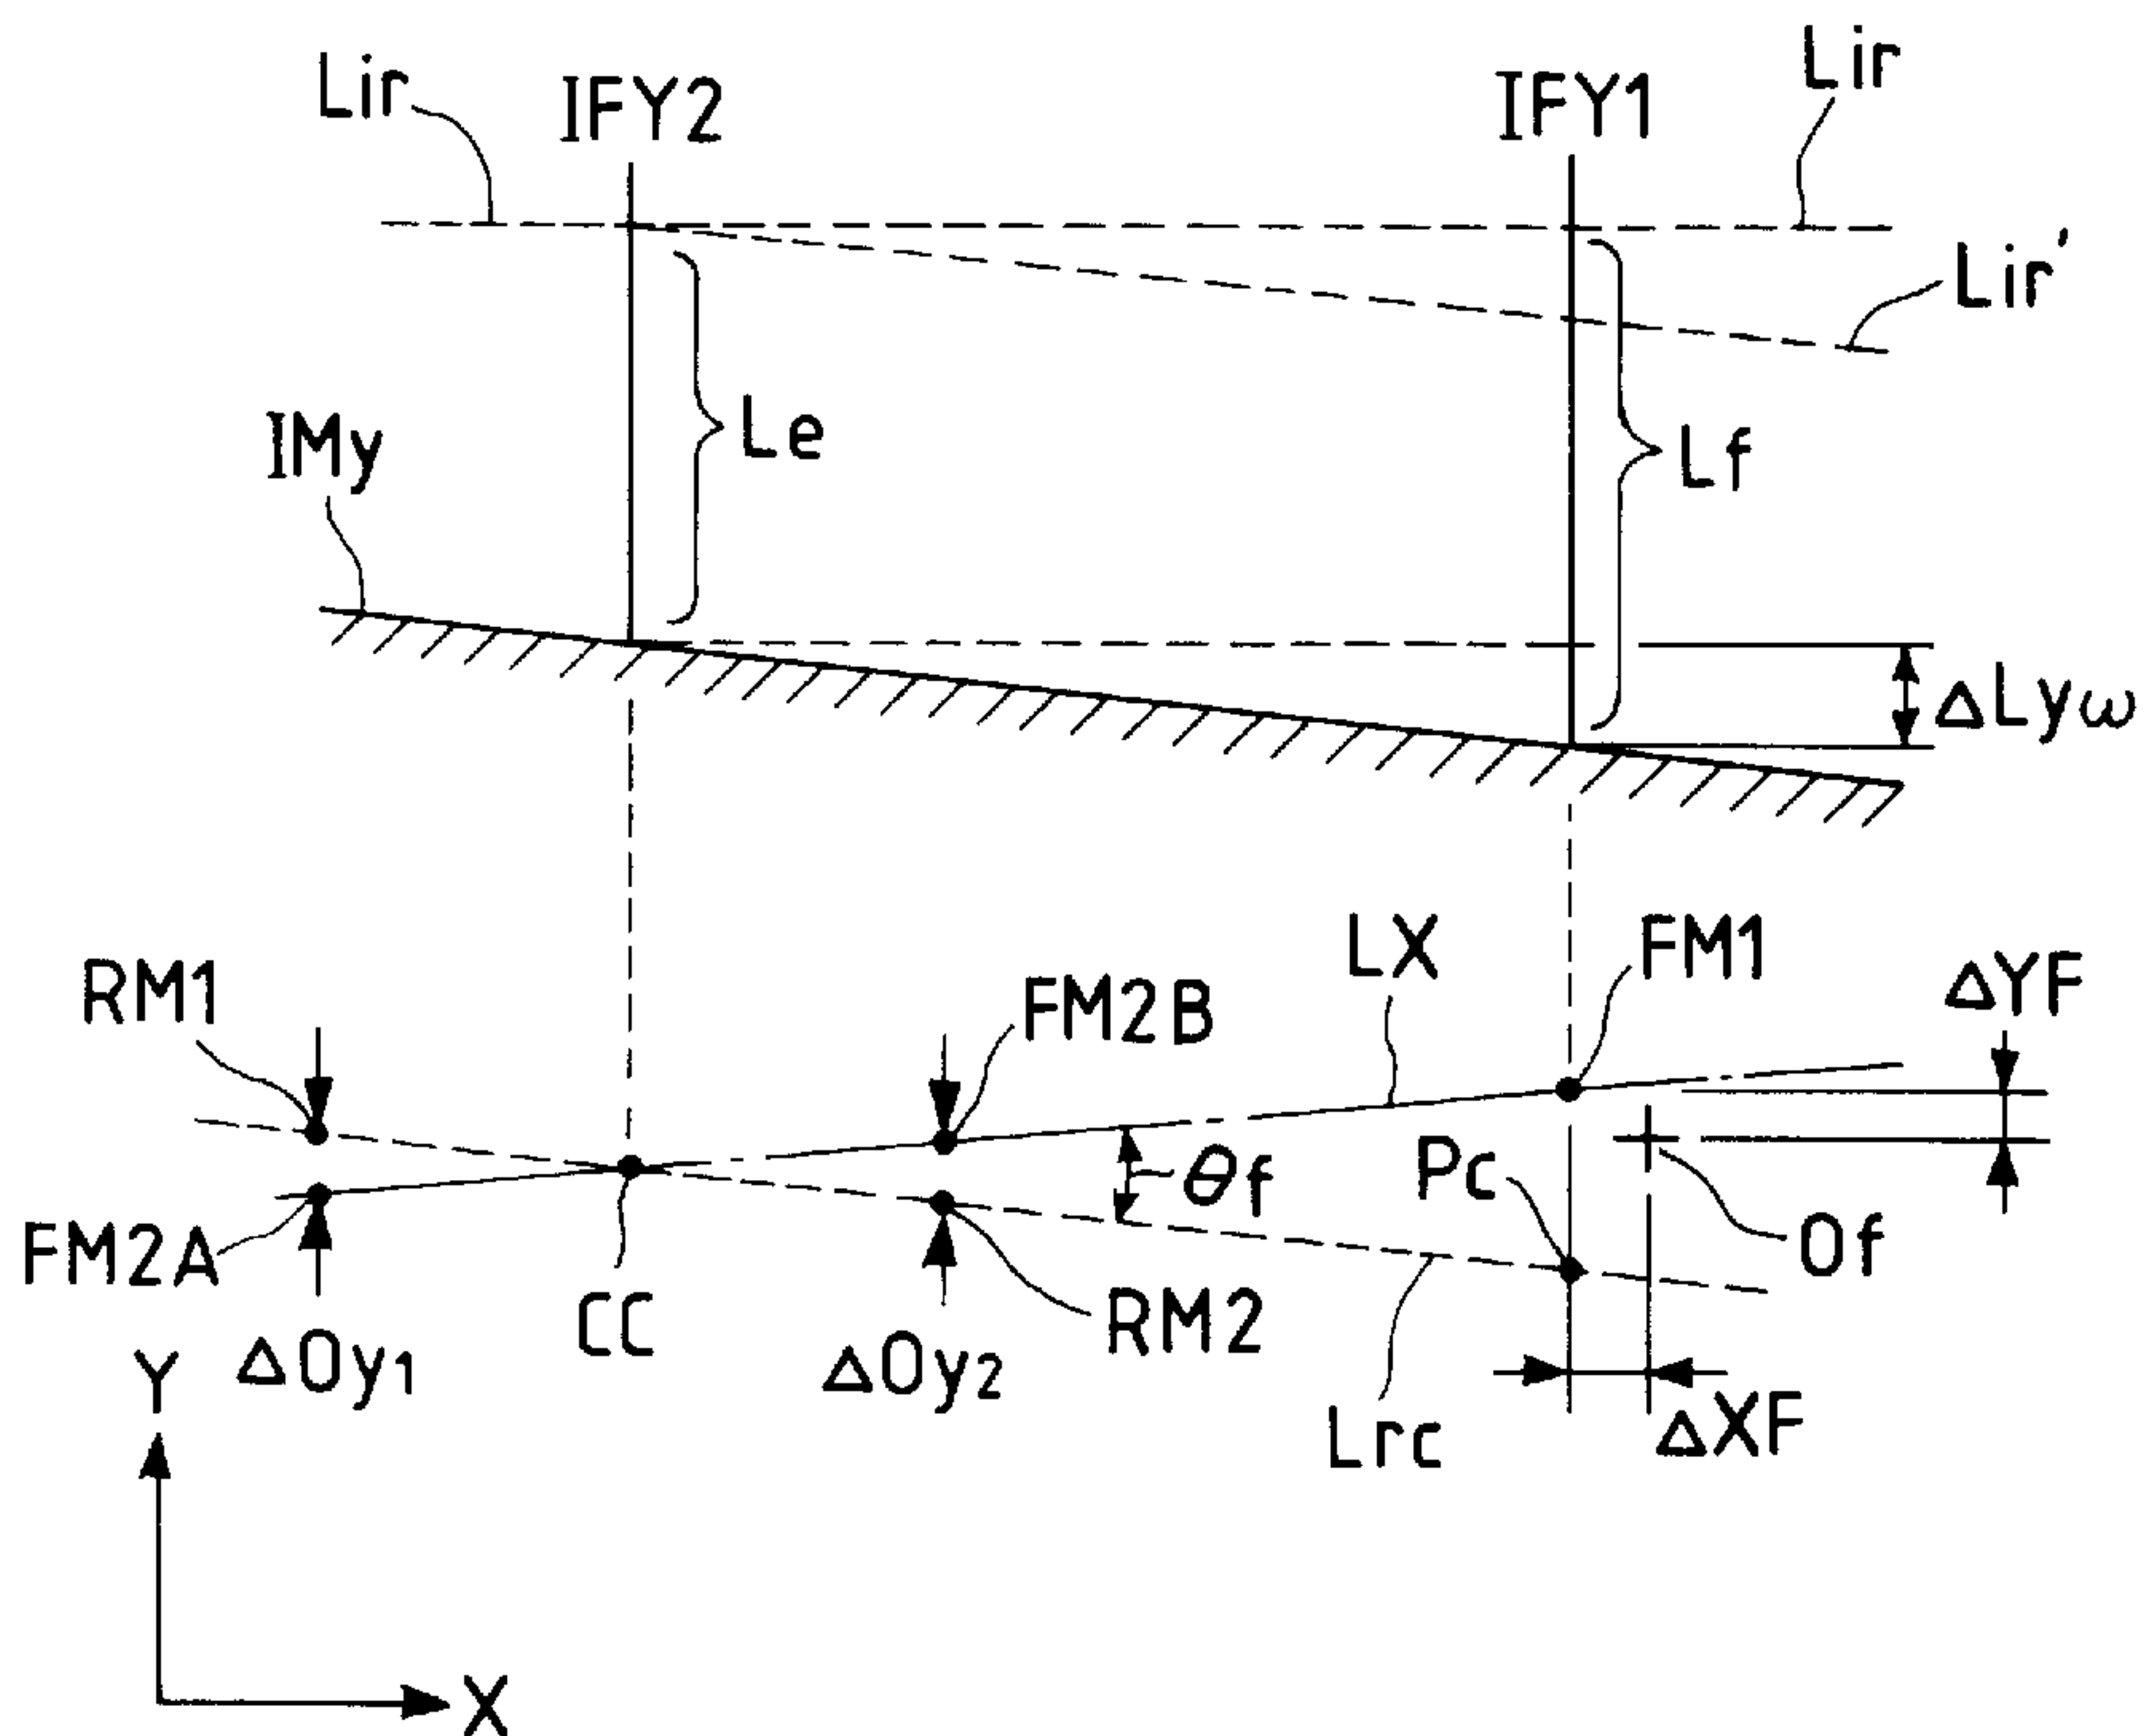 Lir
IFY2
IFY1
Lir
Lir'
Le
Lf
IMy
ΔLyω
RM1
FM2B
LX
FM1
ΔYF
θf
Pc
Of
FM2A
CC
RM2
ΔOy1
ΔOy2
Lrc
ΔXF
Y
X